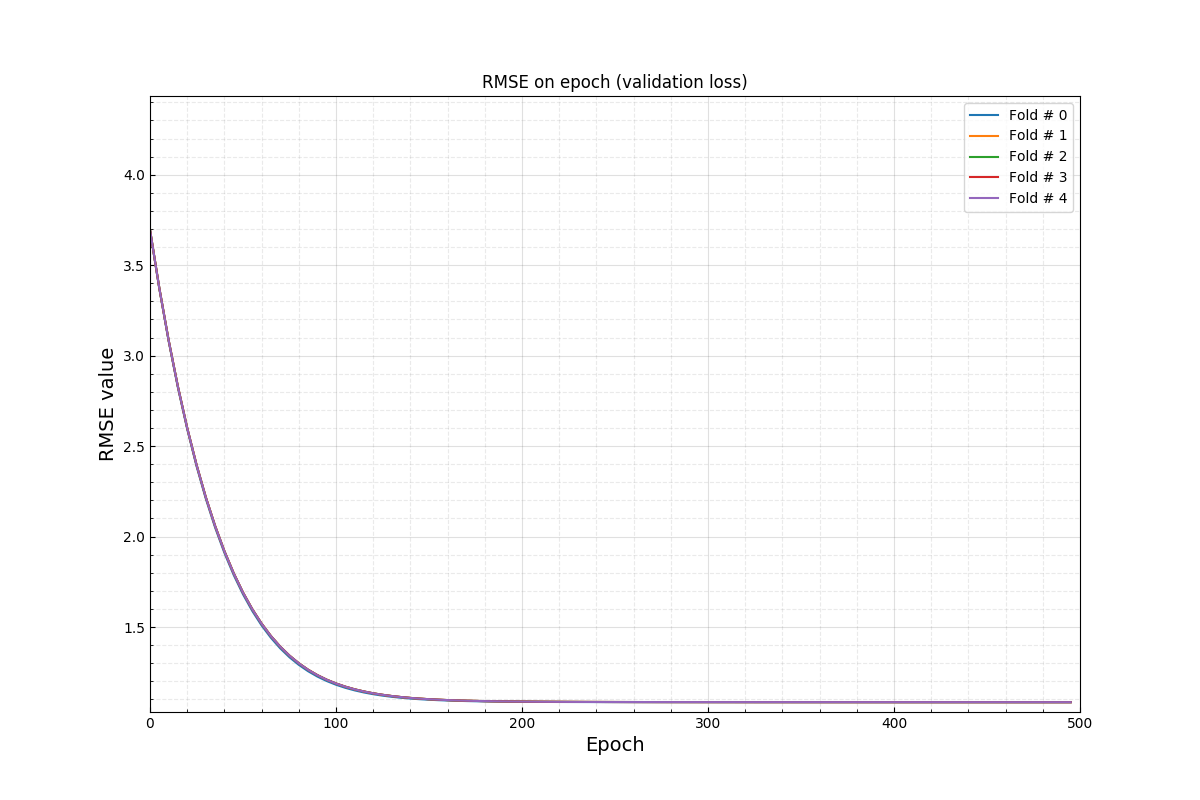 RMSE on epoch (validation loss)
Fold # 0
Fold # 1
Fold # 2
Fold # 3
Fold # 4
RMSE value
4.0
3.5
3.0
2.5
2.0
1.5
0 100 200 300 400 500
Epoch